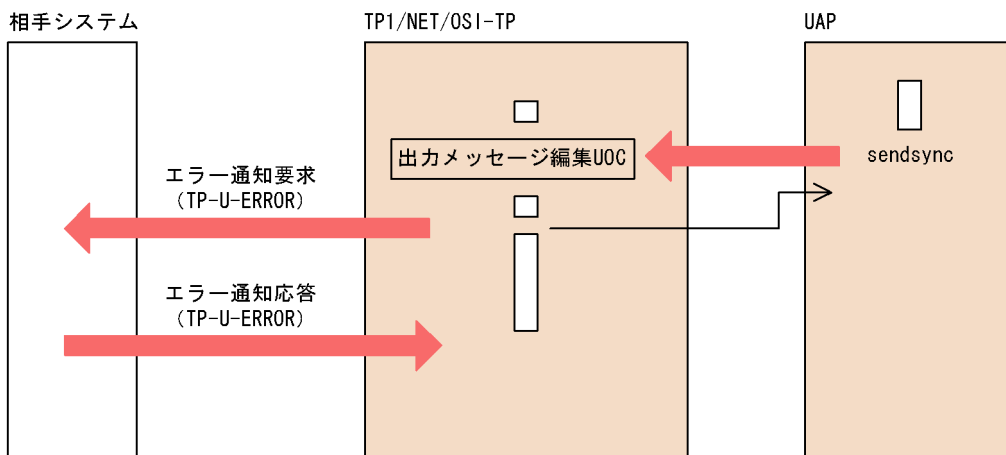 相手システム
TP1/NET/OSI-TP
UAP
出力メッセージ編集UOC
sendsync
エラー通知要求
(TP-U-ERROR)
エラー通知応答
(TP-U-ERROR)